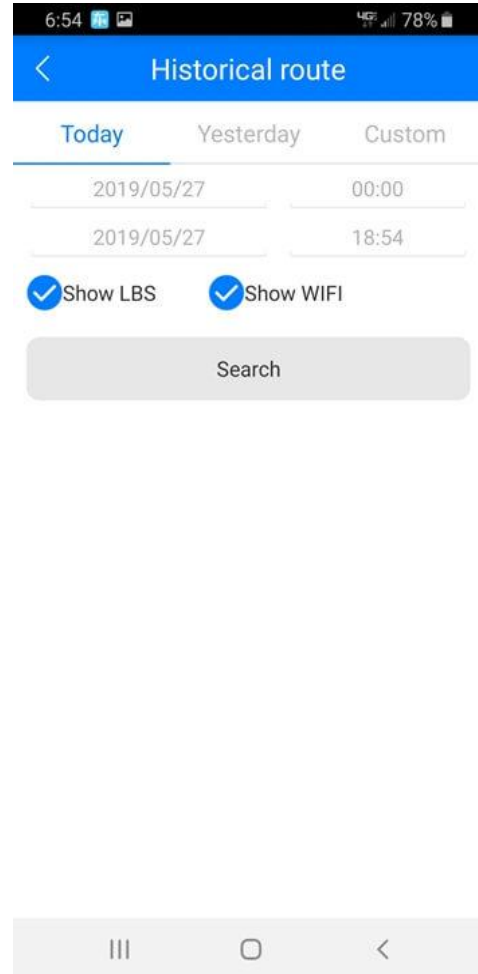 6:54 78%
Historical route
Today Yesterday Custom
2019/05/27 00:00
2019/05/27 18:54
Show LBS Show WIFI
Search